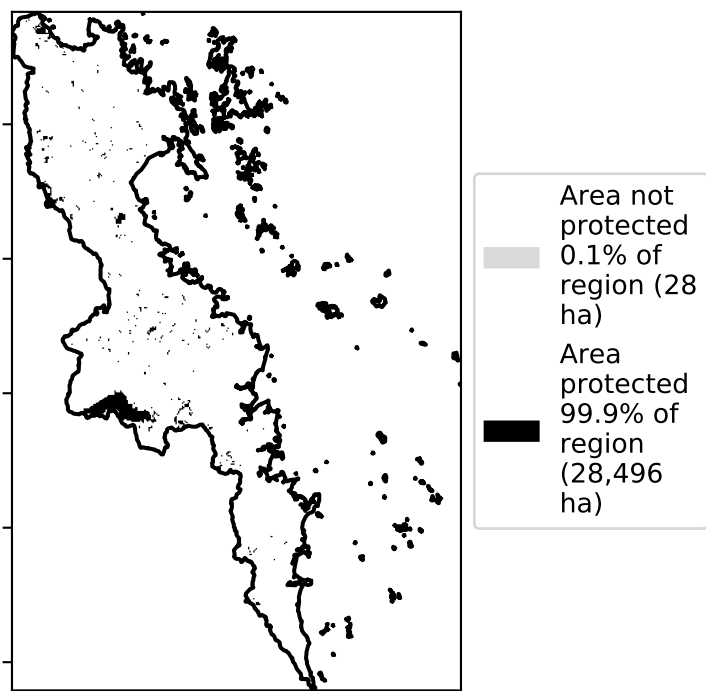 Area not
protected
0.1% of
region (28
ha)
Area
protected
99.9% of
region
(28,496
ha)